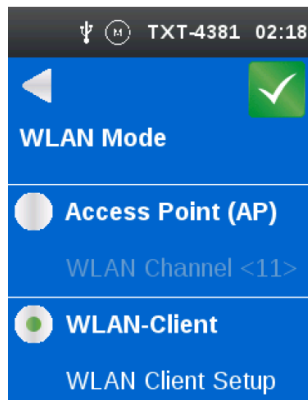 M TXT-4381 02:18
WLAN Mode
Access Point (AP)
WLAN Channel <11>
WLAN-Client
WLAN Client Setup